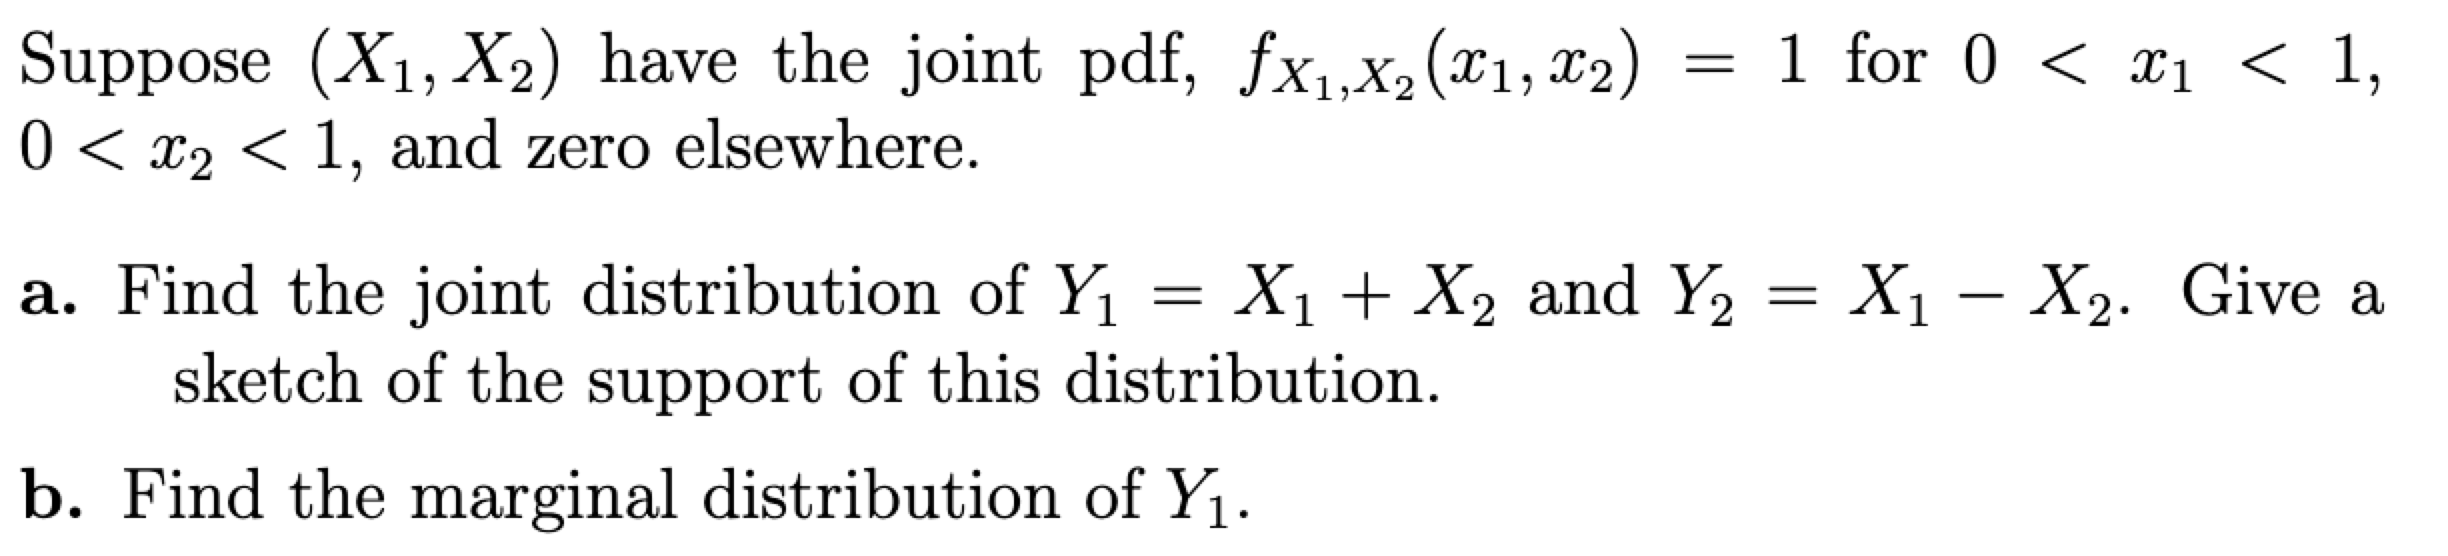 Suppose (X₁, X₂) have the joint pdf, f_{X₁,X₂}(x₁, x₂) = 1 for 0 < x₁ < 1,
0 < x₂ < 1, and zero elsewhere.
a. Find the joint distribution of Y₁ = X₁ + X₂ and Y₂ = X₁ − X₂. Give a
sketch of the support of this distribution.
b. Find the marginal distribution of Y₁.